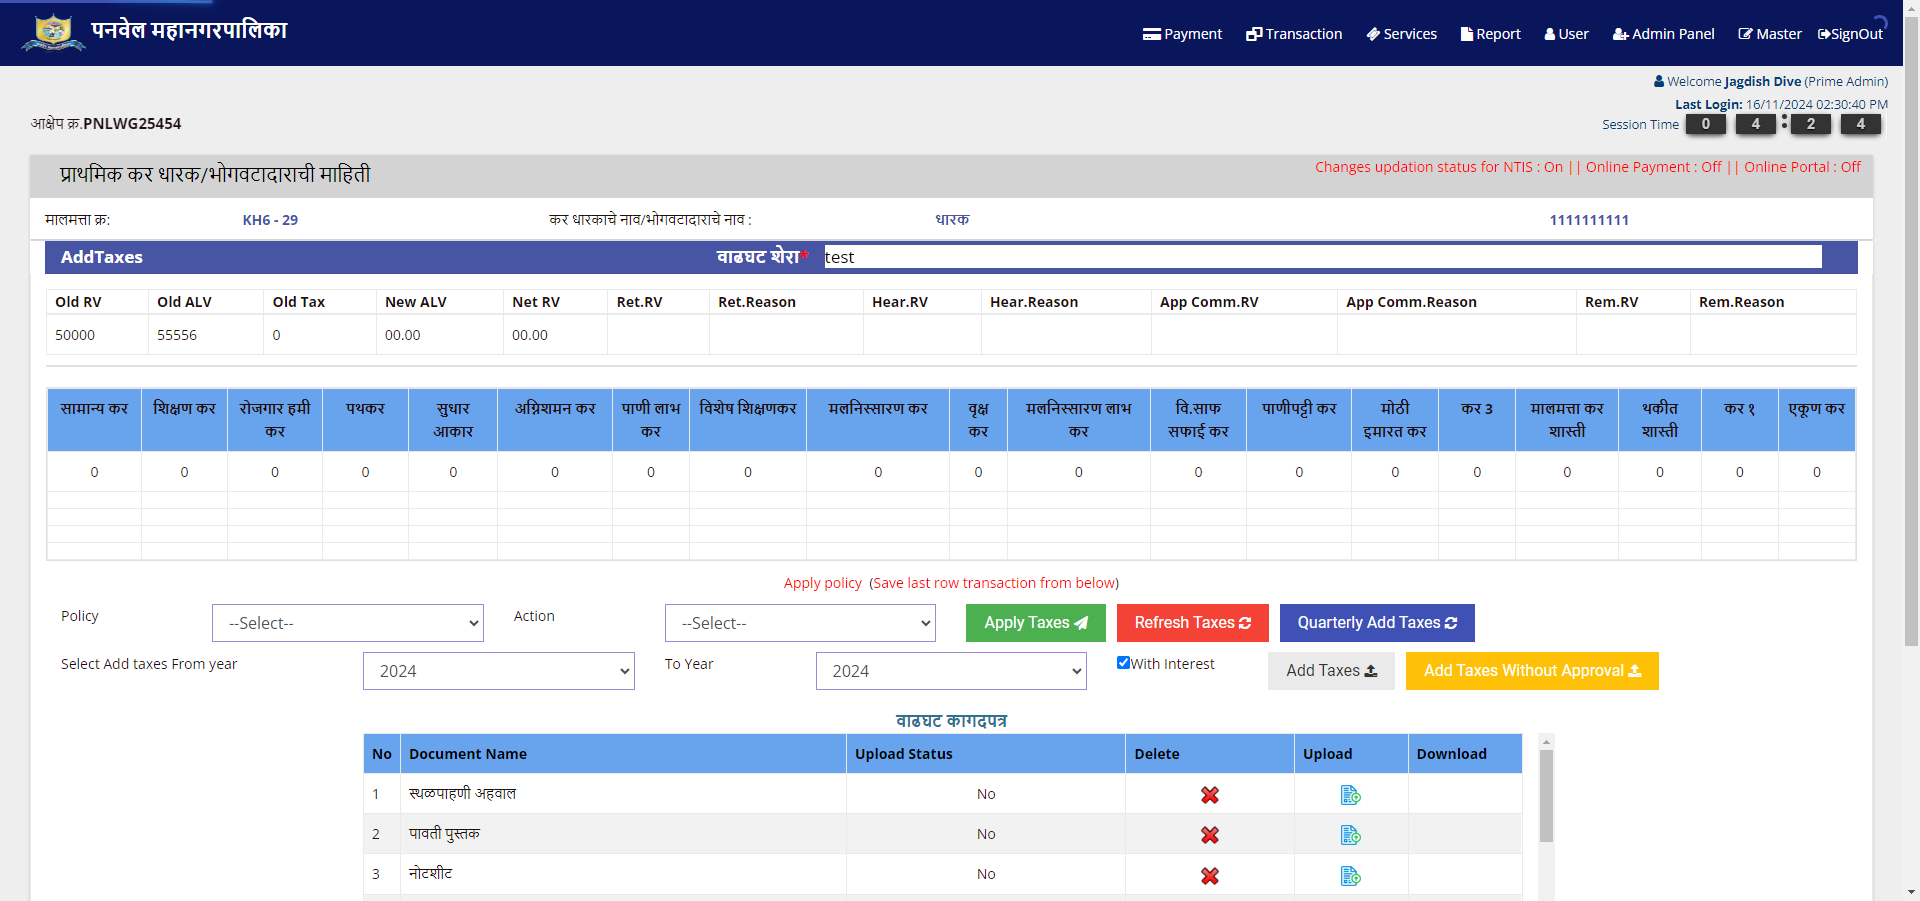 पनवेल महानगरपालिका
Payment Transaction Services Report User Admin Panel Master SignOut
Welcome Jagdish Dive (Prime Admin)
Last Login: 16/11/2024 02:30:40 PM
आक्षेप क्र.PNLWG25454
Session Time 0 4 : 2 4
प्राथमिक कर धारक/भोगवटादाराची माहिती
Changes updation status for NTIS : On || Online Payment : Off || Online Portal : Off
मालमत्ता क्र: KH6 - 29 कर धारकाचे नाव/भोगवटादाराचे नाव : धारक 1111111111
AddTaxes वाढघट शेरा* test
Old RV Old ALV Old Tax New ALV Net RV Ret.RV Ret.Reason Hear.RV Hear.Reason App Comm.RV App Comm.Reason Rem.RV Rem.Reason
50000 55556 0 00.00 00.00
सामान्य कर शिक्षण कर रोजगार हमी कर पथकर सुधार आकार अग्निशमन कर पाणी लाभ कर विशेष शिक्षणकर मलनिस्सारण कर वृक्ष कर मलनिस्सारण लाभ कर वि.साफ सफाई कर पाणीपट्टी कर मोठी इमारत कर कर 3 मालमत्ता कर शास्ती थकीत शास्ती कर १ एकूण कर
0 0 0 0 0 0 0 0 0 0 0 0 0 0 0 0 0 0 0
Apply policy (Save last row transaction from below)
Policy --Select-- Action --Select-- Apply Taxes Refresh Taxes Quarterly Add Taxes
Select Add taxes From year 2024 To Year 2024 With Interest Add Taxes Add Taxes Without Approval
वाढघट कागदपत्र
No Document Name Upload Status Delete Upload Download
1 स्थळपाहणी अहवाल No
2 पावती पुस्तक No
3 नोटशीट No